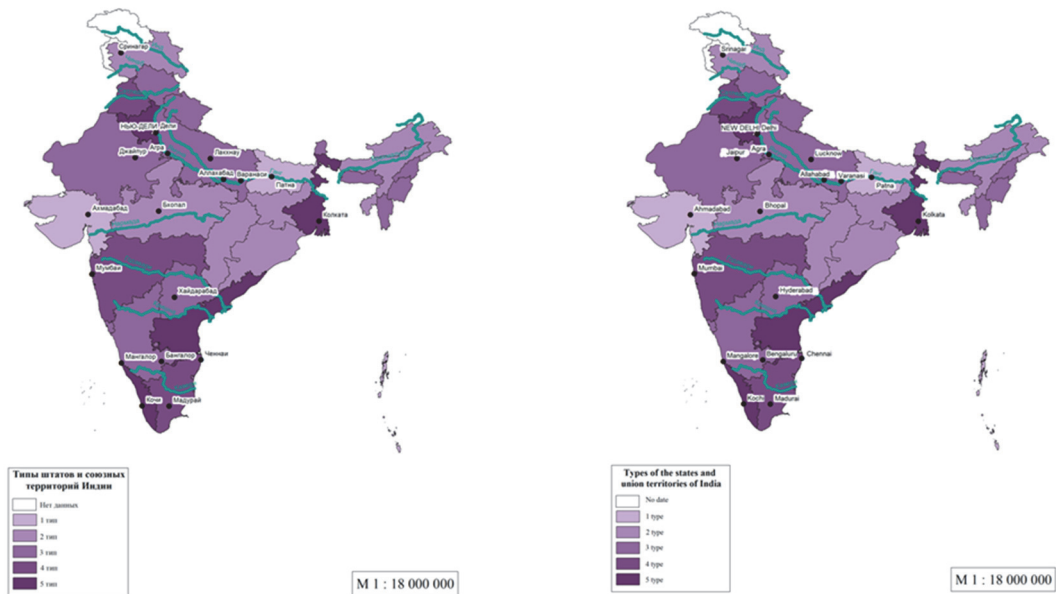 Сринагар
НЬЮ-ДЕЛИ Дели
Джайпур
Агра
Лакхнау
Аллахабад
Варанаси
Патна
Ахмадабад
Бхопал
Колката
Мумбаи
Хайдарабад
Мангалор
Бангалор
Ченнаи
Кочи
Мадурай
Типы штатов и союзных
территорий Индии
Нет данных
1 тип
2 тип
3 тип
4 тип
5 тип
М 1 : 18 000 000
Srinagar
NEW DELHI Delhi
Jaipur
Agra
Lucknow
Allahabad
Varanasi
Patna
Ahmadabad
Bhopal
Kolkata
Mumbai
Hyderabad
Mangalore
Bengaluru
Chennai
Kochi
Madurai
Types of the states and
union territories of India
No date
1 type
2 type
3 type
4 type
5 type
M 1 : 18 000 000